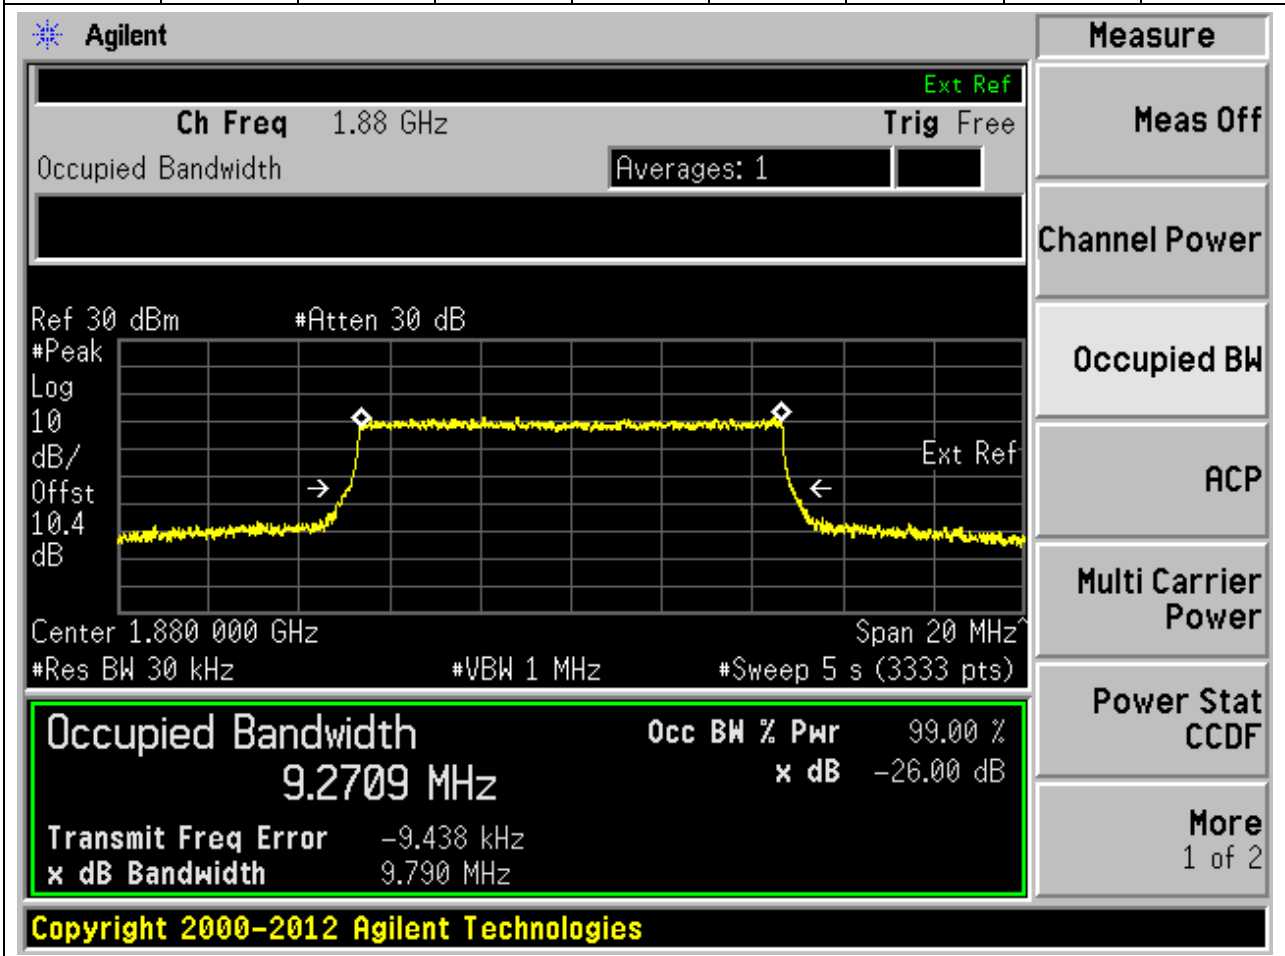 Agilent
Measure
Ext Ref
Ch Freq 1.88 GHz Trig Free
Meas Off
Occupied Bandwidth Averages: 1
Channel Power
Ref 30 dBm #Atten 30 dB
#Peak
Log
10
dB/
Offst
10.4
dB
Ext Ref
Occupied BW
ACP
Center 1.880 000 GHz Span 20 MHz^
#Res BW 30 kHz #VBW 1 MHz #Sweep 5 s (3333 pts)
Multi Carrier
Power
Occupied Bandwidth Occ BW % Pwr 99.00 %
9.2709 MHz x dB -26.00 dB
Transmit Freq Error -9.438 kHz
x dB Bandwidth 9.790 MHz
Power Stat
CCDF
More
1 of 2
Copyright 2000-2012 Agilent Technologies